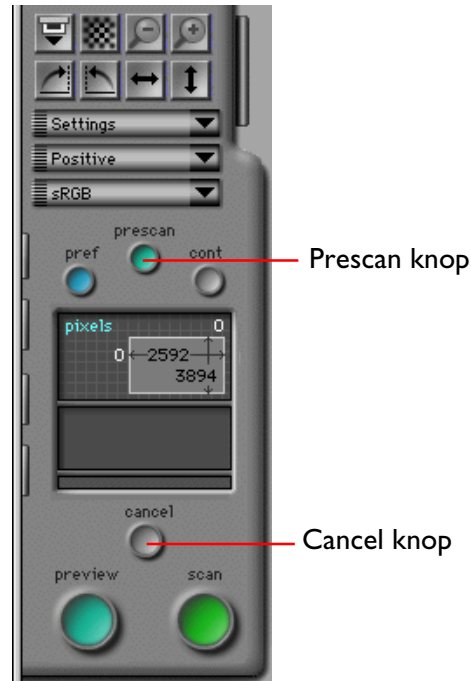 Settings
Positive
sRGB
prescan
pref
cont
Prescan knop
pixels 0
0 2592
3894
cancel
Cancel knop
preview scan